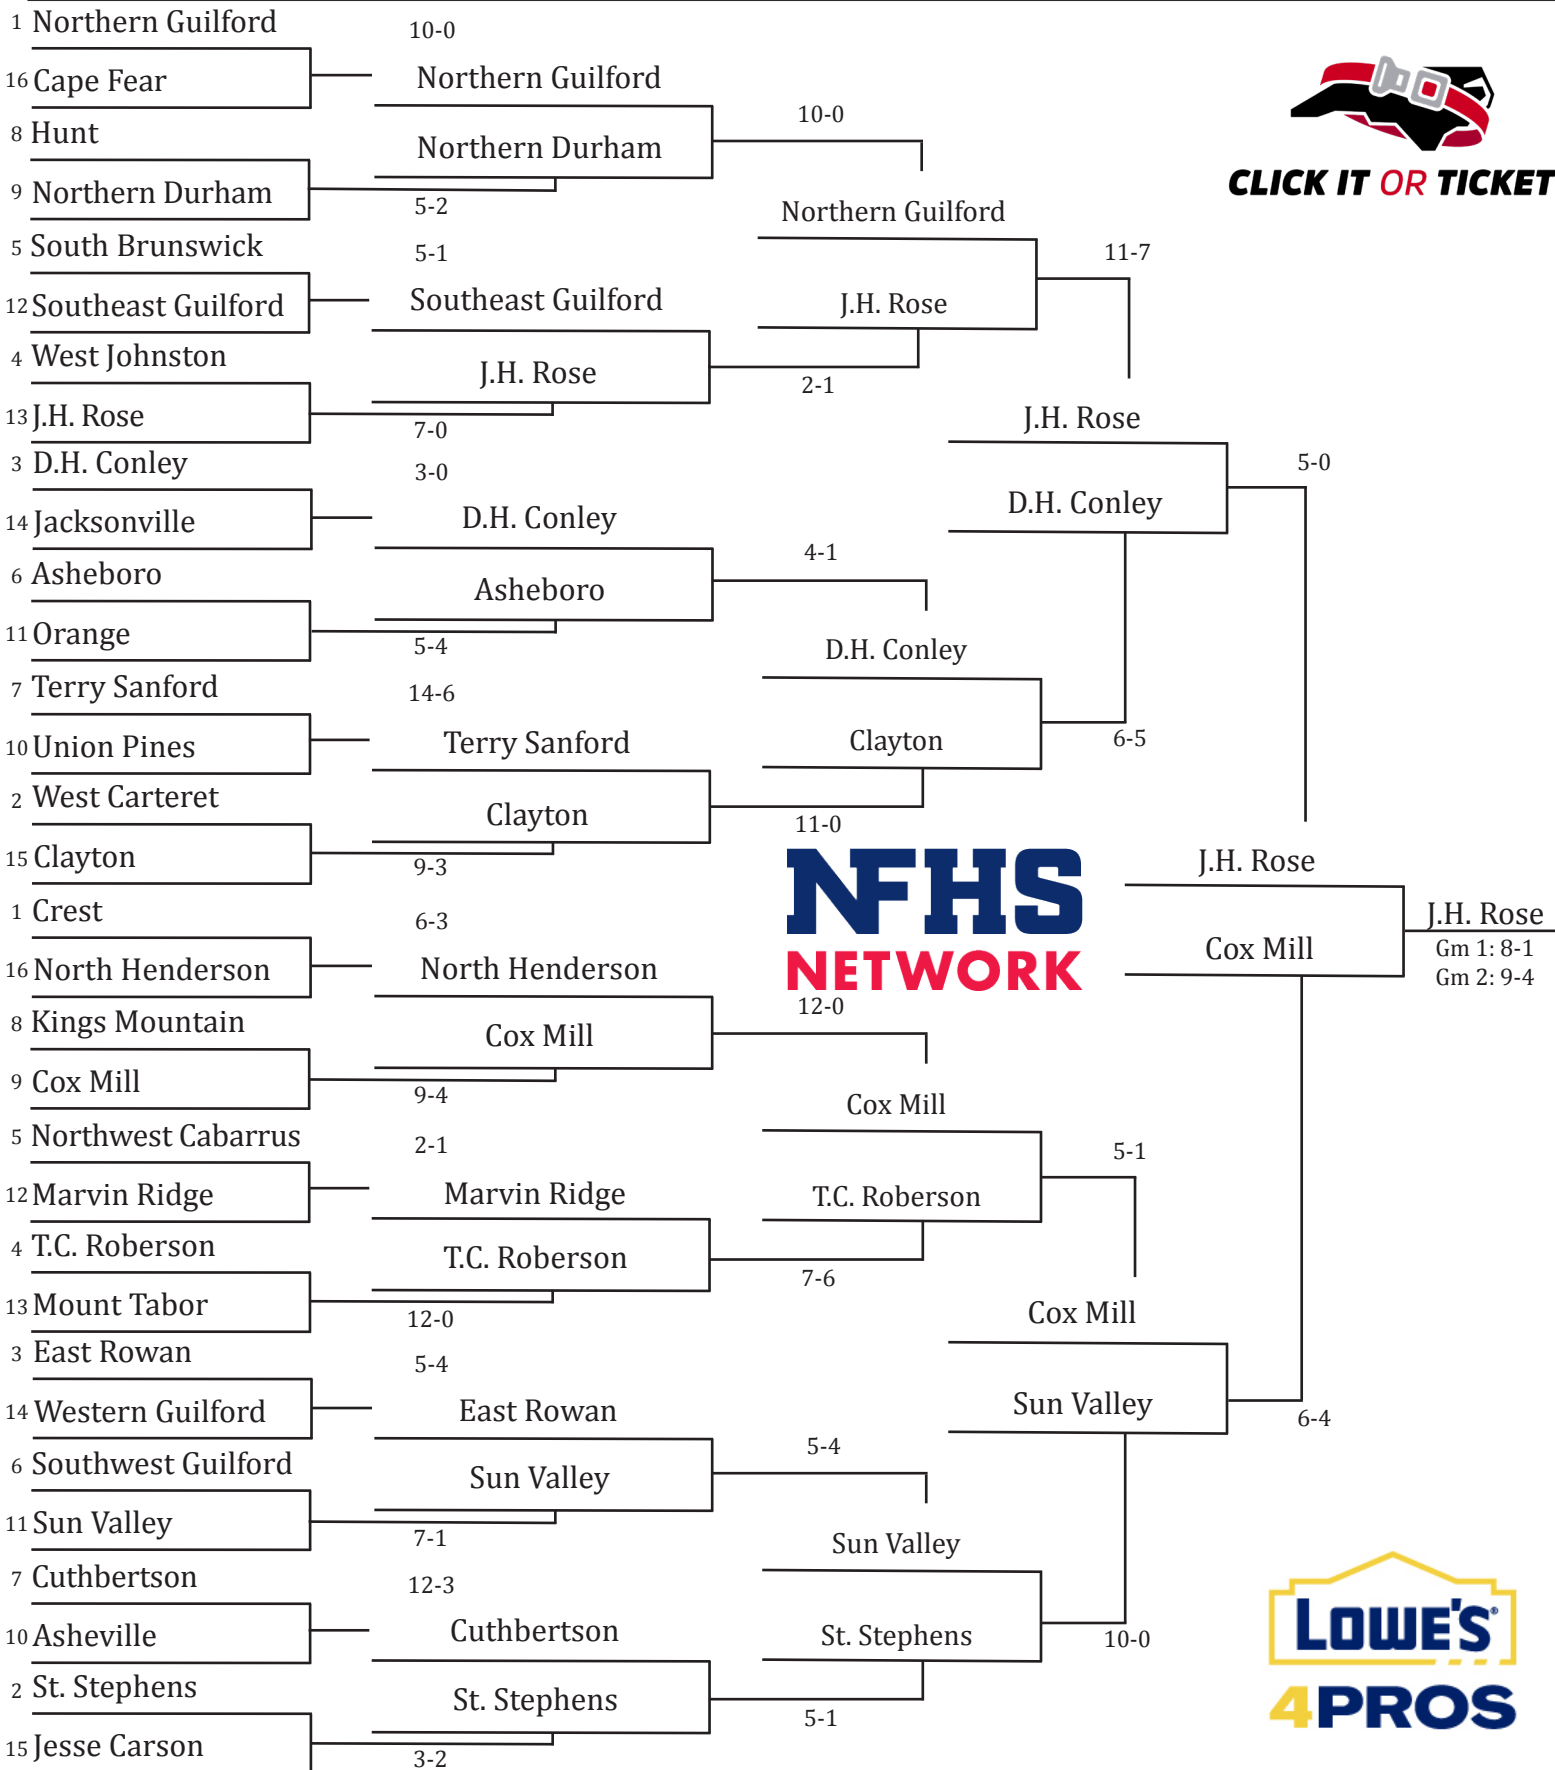 1 Northern Guilford
16 Cape Fear
8 Hunt
9 Northern Durham
5 South Brunswick
12 Southeast Guilford
4 West Johnston
13 J.H. Rose
3 D.H. Conley
14 Jacksonville
6 Asheboro
11 Orange
7 Terry Sanford
10 Union Pines
2 West Carteret
15 Clayton
1 Crest
16 North Henderson
8 Kings Mountain
9 Cox Mill
5 Northwest Cabarrus
12 Marvin Ridge
4 T.C. Roberson
13 Mount Tabor
3 East Rowan
14 Western Guilford
6 Southwest Guilford
11 Sun Valley
7 Cuthbertson
10 Asheville
2 St. Stephens
15 Jesse Carson
10-0
Northern Guilford
Northern Durham
5-2
5-1
Southeast Guilford
J.H. Rose
7-0
3-0
D.H. Conley
Asheboro
5-4
14-6
Terry Sanford
Clayton
9-3
6-3
North Henderson
Cox Mill
9-4
2-1
Marvin Ridge
T.C. Roberson
12-0
5-4
East Rowan
Sun Valley
7-1
12-3
Cuthbertson
St. Stephens
3-2
10-0
Northern Guilford
J.H. Rose
2-1
4-1
D.H. Conley
Clayton
11-0
12-0
Cox Mill
T.C. Roberson
7-6
5-4
Sun Valley
St. Stephens
5-1
11-7
J.H. Rose
D.H. Conley
6-5
5-1
Cox Mill
Sun Valley
10-0
5-0
J.H. Rose
Cox Mill
6-4
J.H. Rose
Gm 1: 8-1
Gm 2: 9-4
CLICK IT OR TICKET
NFHS
NETWORK
LOWE'S®
4PROS